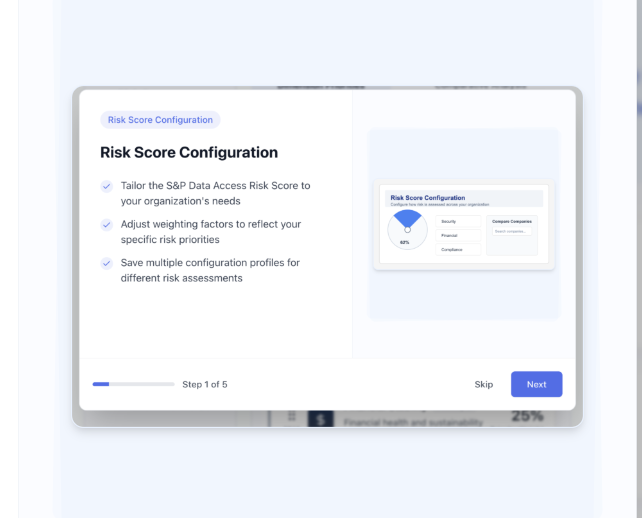 Comparative Analysis
Risk Score Configuration
Risk Score Configuration
Tailor the S&P Data Access Risk Score to
your organization's needs
Adjust weighting factors to reflect your
specific risk priorities
Save multiple configuration profiles for
different risk assessments
Risk Score Configuration
Configure how risk is assessed across your organization
Security
Financial
Compliance
63%
Compare Companies
Search companies...
Step 1 of 5
Skip
Next
Financial health and sustainability
25%